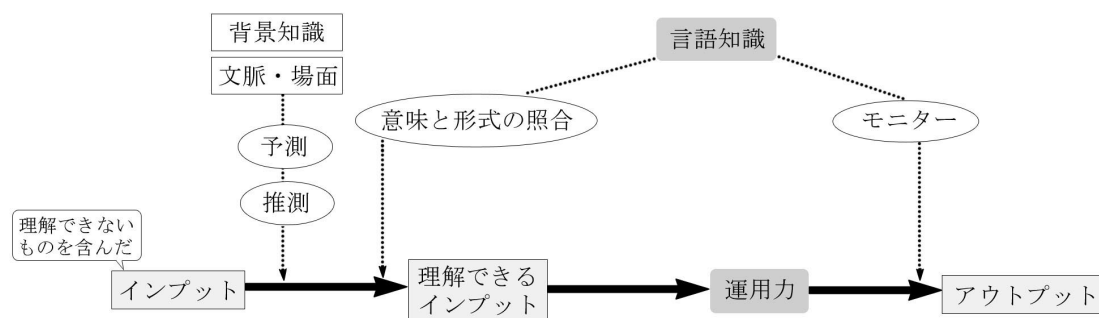 背景知識
文脈・場面
予測
推測
言語知識
意味と形式の照合
モニター
理解できない
ものを含んだ
インプット
理解できる
インプット
運用力
アウトプット